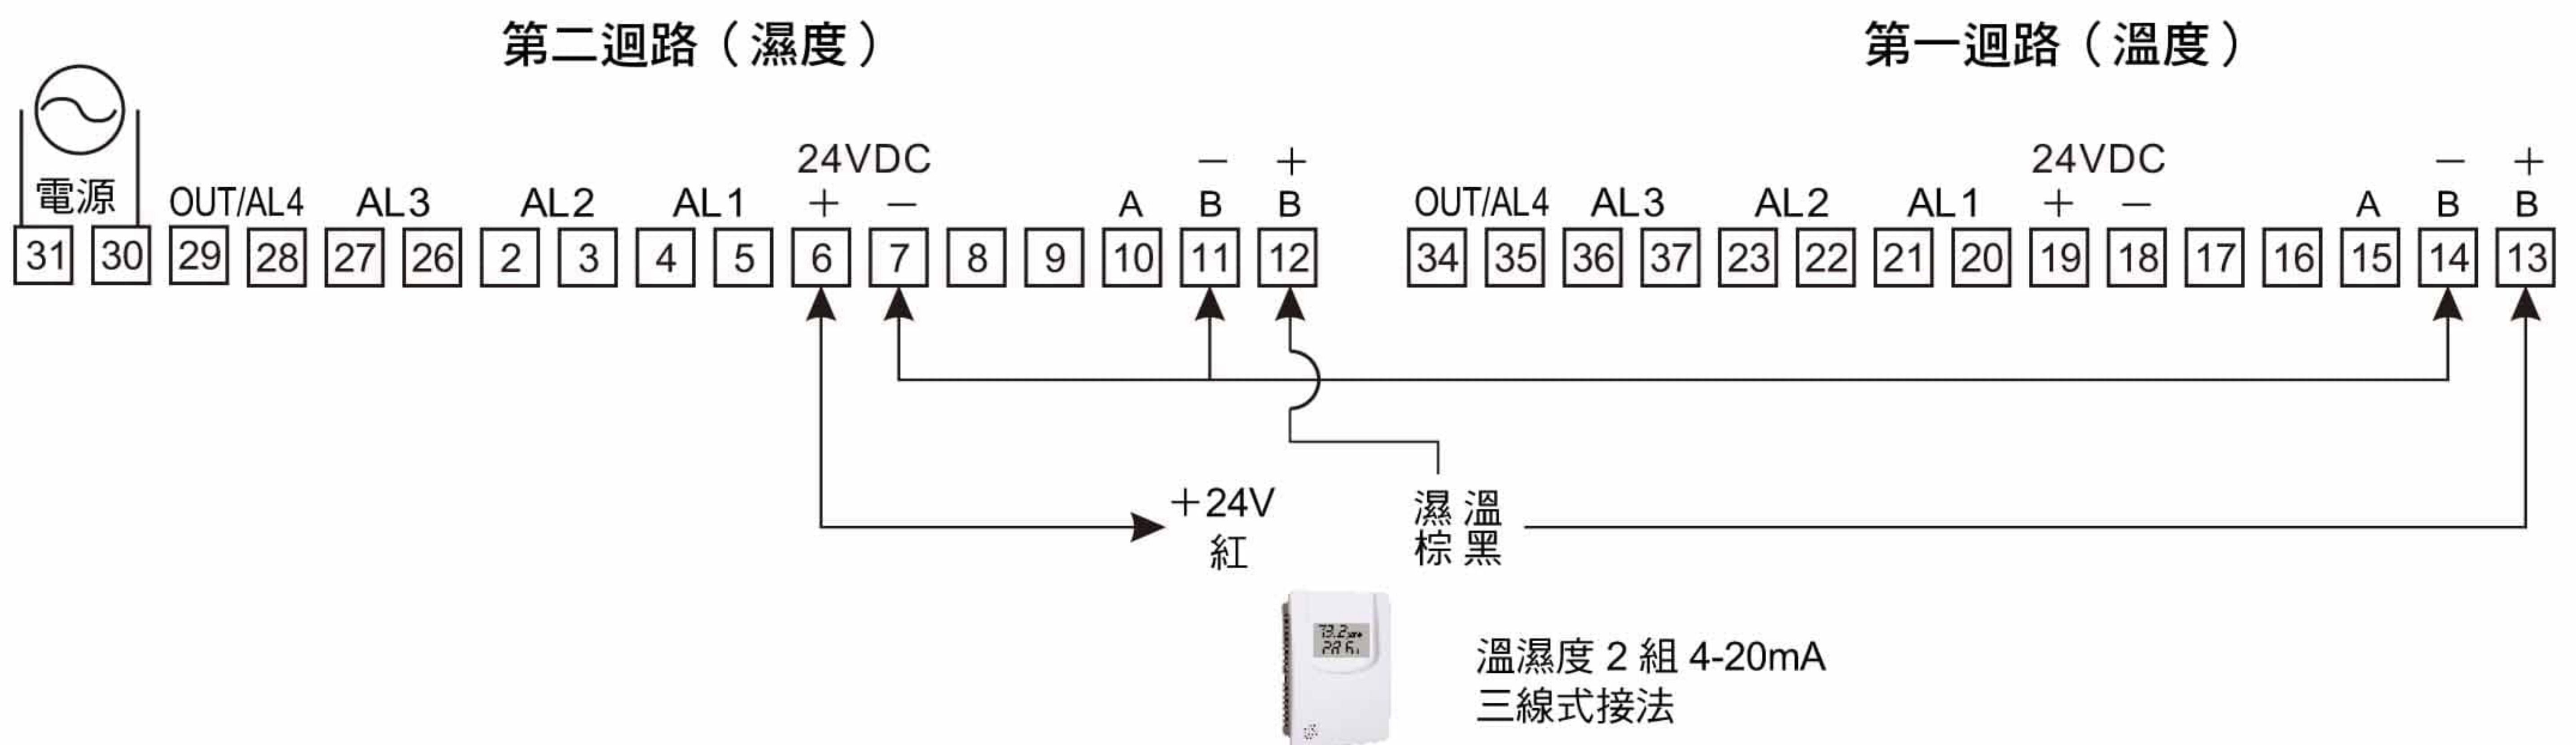 第二迴路（濕度）
第一迴路（溫度）
24VDC － ＋ 24VDC － ＋
電源 OUT/AL4 AL3 AL2 AL1 ＋ － A B B OUT/AL4 AL3 AL2 AL1 ＋ － A B B
31 30 29 28 27 26 2 3 4 5 6 7 8 9 10 11 12 34 35 36 37 23 22 21 20 19 18 17 16 15 14 13
＋24V
紅
濕 溫
棕 黑
73.2
溫濕度 2 組 4-20mA
三線式接法